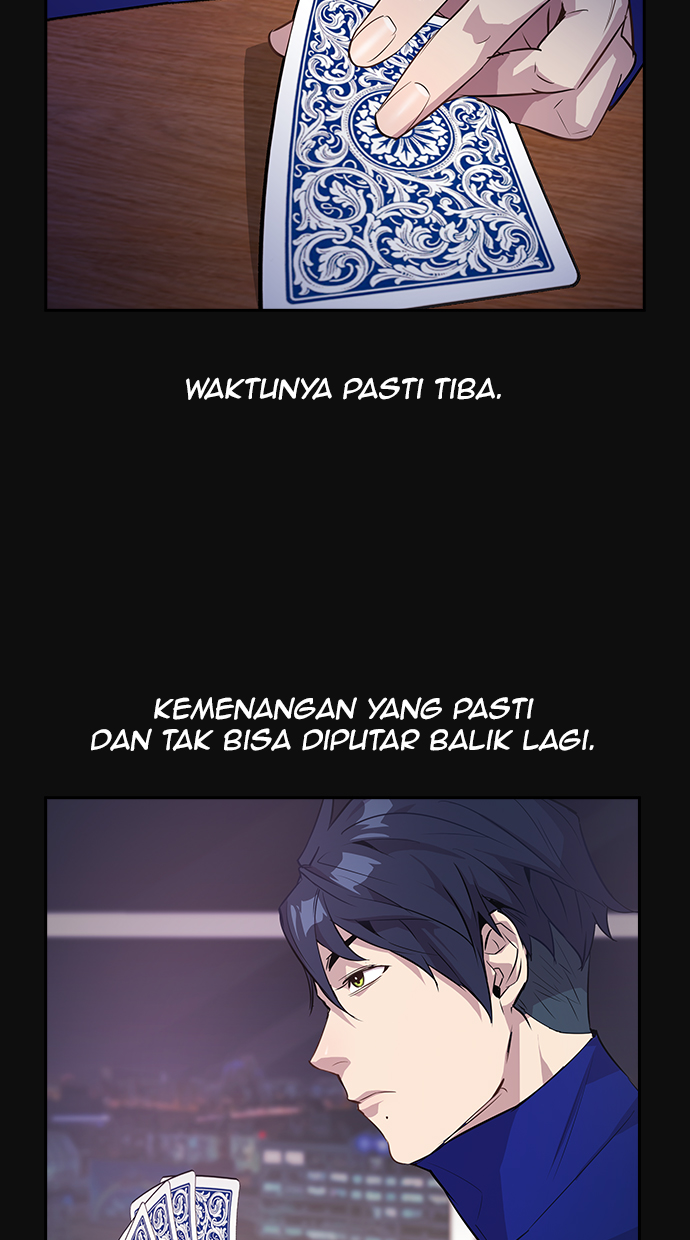 WAKTUNYA PASTI TIBA.
KEMENANGAN YANG PASTI
DAN TAK BISA DIPUTAR BALIK LAGI.